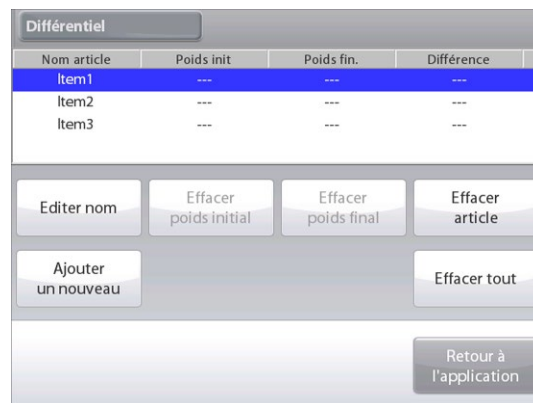 Différentiel
Nom article Poids init Poids fin. Différence
Item1 --- --- ---
Item2 --- --- ---
Item3 --- --- ---
Editer nom
Effacer
poids initial
Effacer
poids final
Effacer
article
Ajouter
un nouveau
Effacer tout
Retour à
l'application